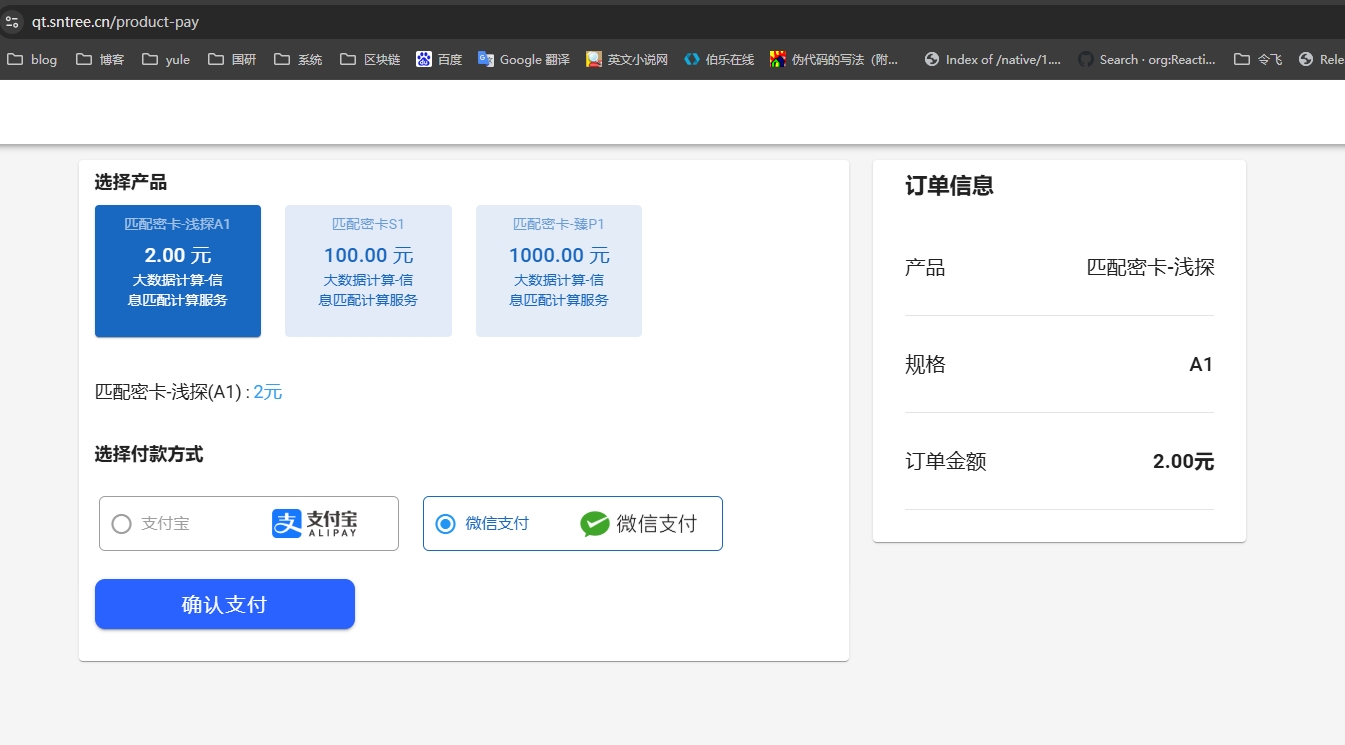 qt.sntree.cn/product-pay
blog 博客 yule 国研 系统 区块链 百度 Google 翻译 英文小说网 伯乐在线 伪代码的写法（附... Index of /native/1.... Search · org:Reacti... 令飞 Rele
选择产品
匹配密卡-浅探A1
2.00 元
大数据计算-信
息匹配计算服务
匹配密卡S1
100.00 元
大数据计算-信
息匹配计算服务
匹配密卡-臻P1
1000.00 元
大数据计算-信
息匹配计算服务
匹配密卡-浅探(A1) : 2元
选择付款方式
支付宝 支 支付宝
ALIPAY
微信支付 微信支付
确认支付
订单信息
产品 匹配密卡-浅探
规格 A1
订单金额 2.00元